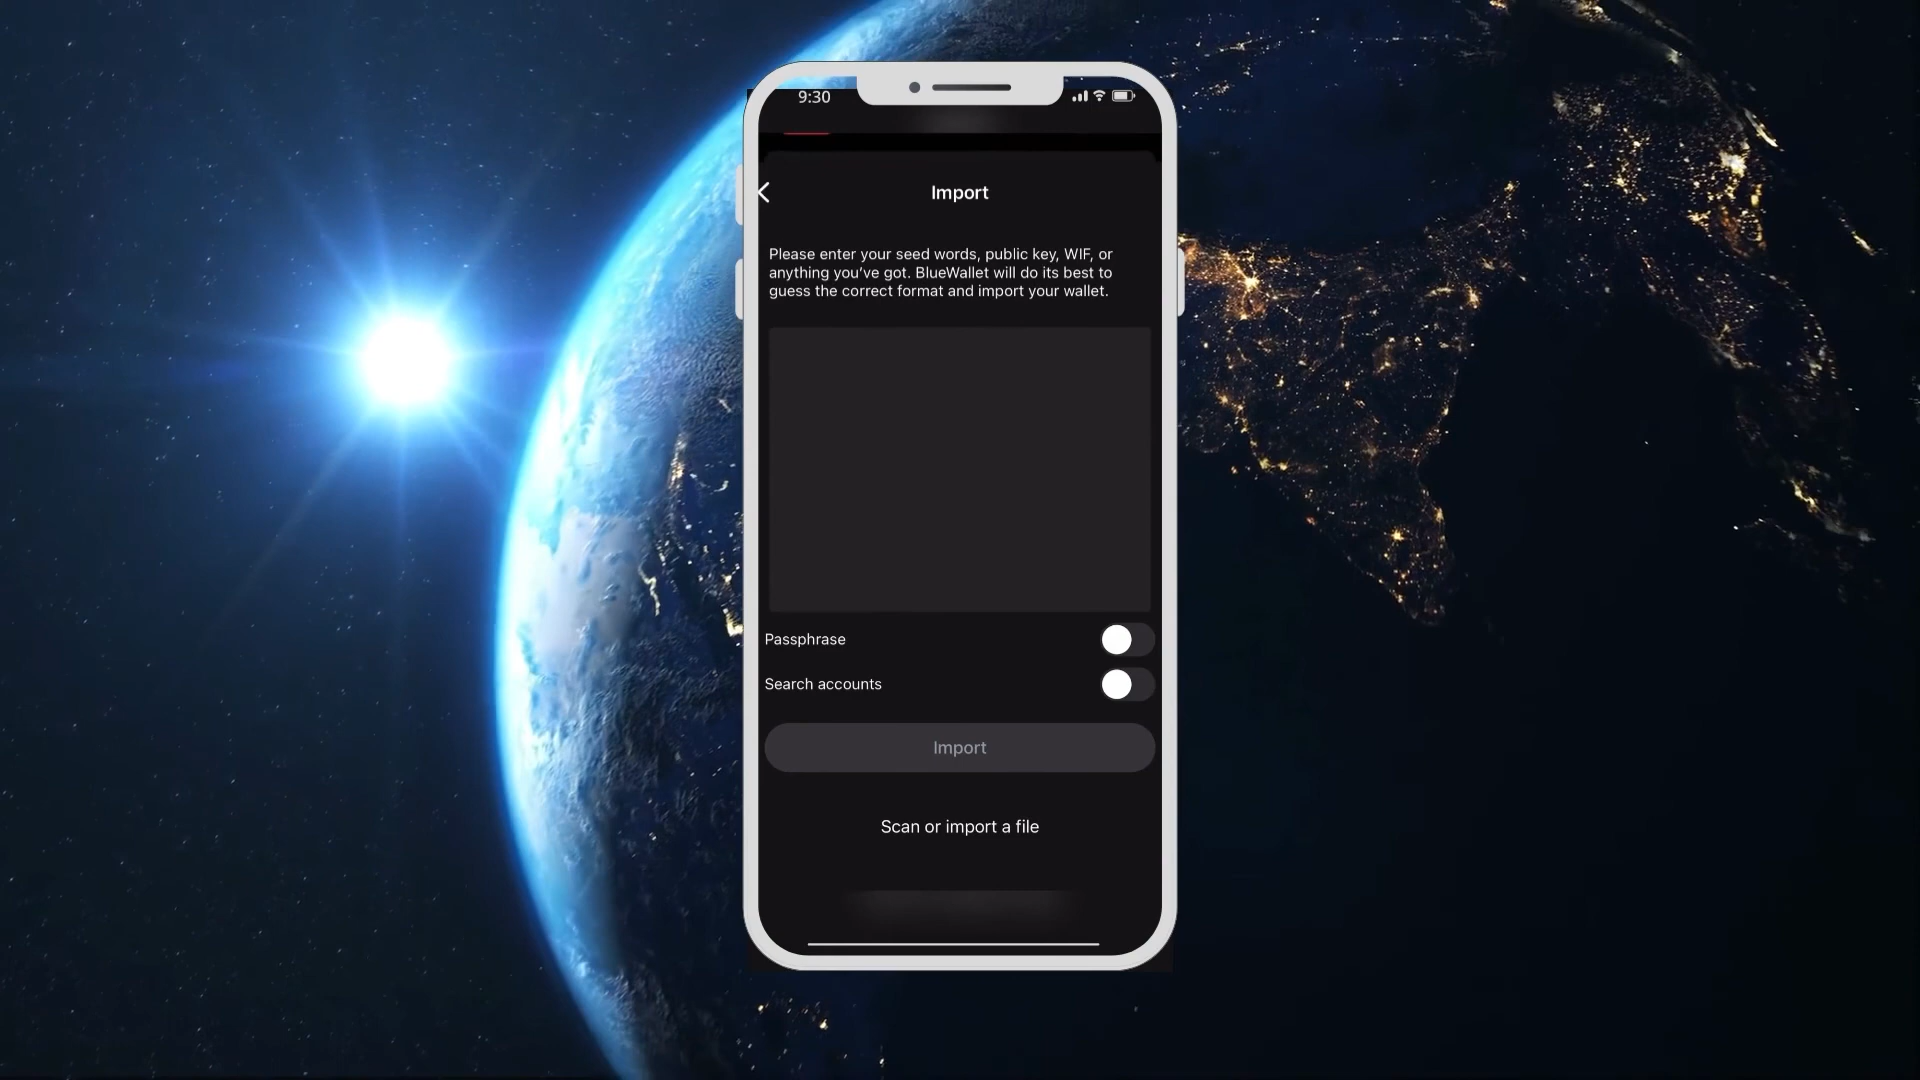 9:30
Import
Please enter your seed words, public key, WIF, or
anything you’ve got. BlueWallet will do its best to
guess the correct format and import your wallet.
Passphrase
Search accounts
Import
Scan or import a file